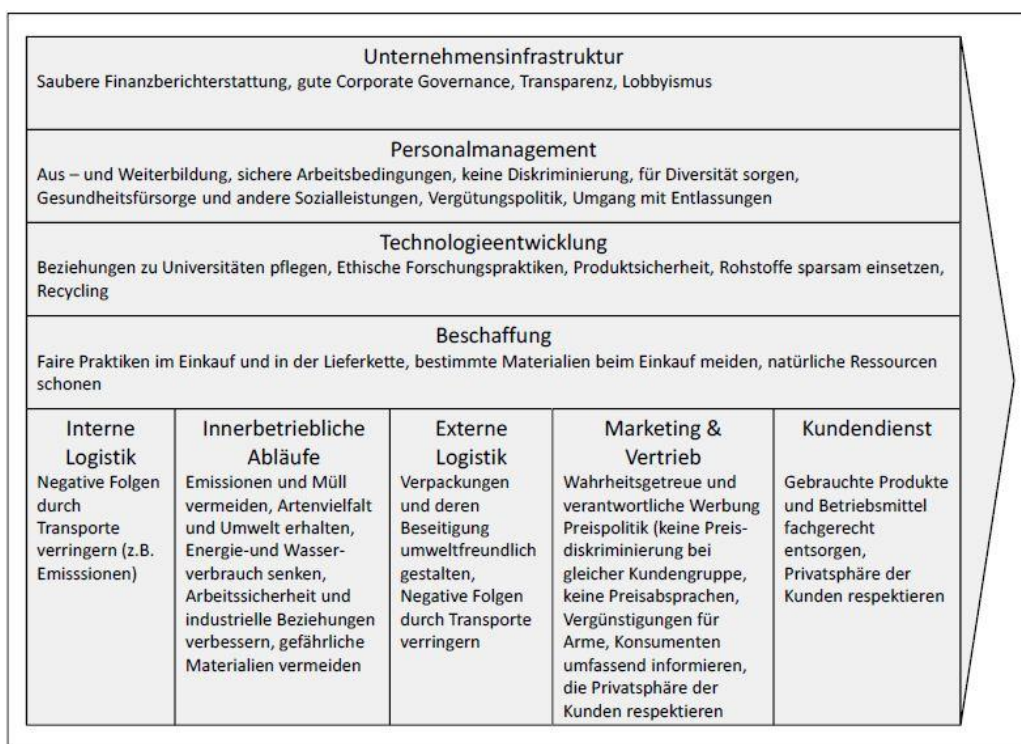 Unternehmensinfrastruktur
Saubere Finanzberichterstattung, gute Corporate Governance, Transparenz, Lobbyismus
Personalmanagement
Aus – und Weiterbildung, sichere Arbeitsbedingungen, keine Diskriminierung, für Diversität sorgen,
Gesundheitsfürsorge und andere Sozialleistungen, Vergütungspolitik, Umgang mit Entlassungen
Technologieentwicklung
Beziehungen zu Universitäten pflegen, Ethische Forschungspraktiken, Produktsicherheit, Rohstoffe sparsam einsetzen,
Recycling
Beschaffung
Faire Praktiken im Einkauf und in der Lieferkette, bestimmte Materialien beim Einkauf meiden, natürliche Ressourcen
schonen
Interne
Logistik
Negative Folgen
durch
Transporte
verringern (z.B.
Emisssionen)
Innerbetriebliche
Abläufe
Emissionen und Müll
vermeiden, Artenvielfalt
und Umwelt erhalten,
Energie-und Wasser-
verbrauch senken,
Arbeitssicherheit und
industrielle Beziehungen
verbessern, gefährliche
Materialien vermeiden
Externe
Logistik
Verpackungen
und deren
Beseitigung
umweltfreundlich
gestalten,
Negative Folgen
durch Transporte
verringern
Marketing &
Vertrieb
Wahrheitsgetreue und
verantwortliche Werbung
Preispolitik (keine Preis-
diskriminierung bei
gleicher Kundengruppe,
keine Preisabsprachen,
Vergünstigungen für
Arme, Konsumenten
umfassend informieren,
die Privatsphäre der
Kunden respektieren
Kundendienst
Gebrauchte Produkte
und Betriebsmittel
fachgerecht
entsorgen,
Privatsphäre der
Kunden respektieren